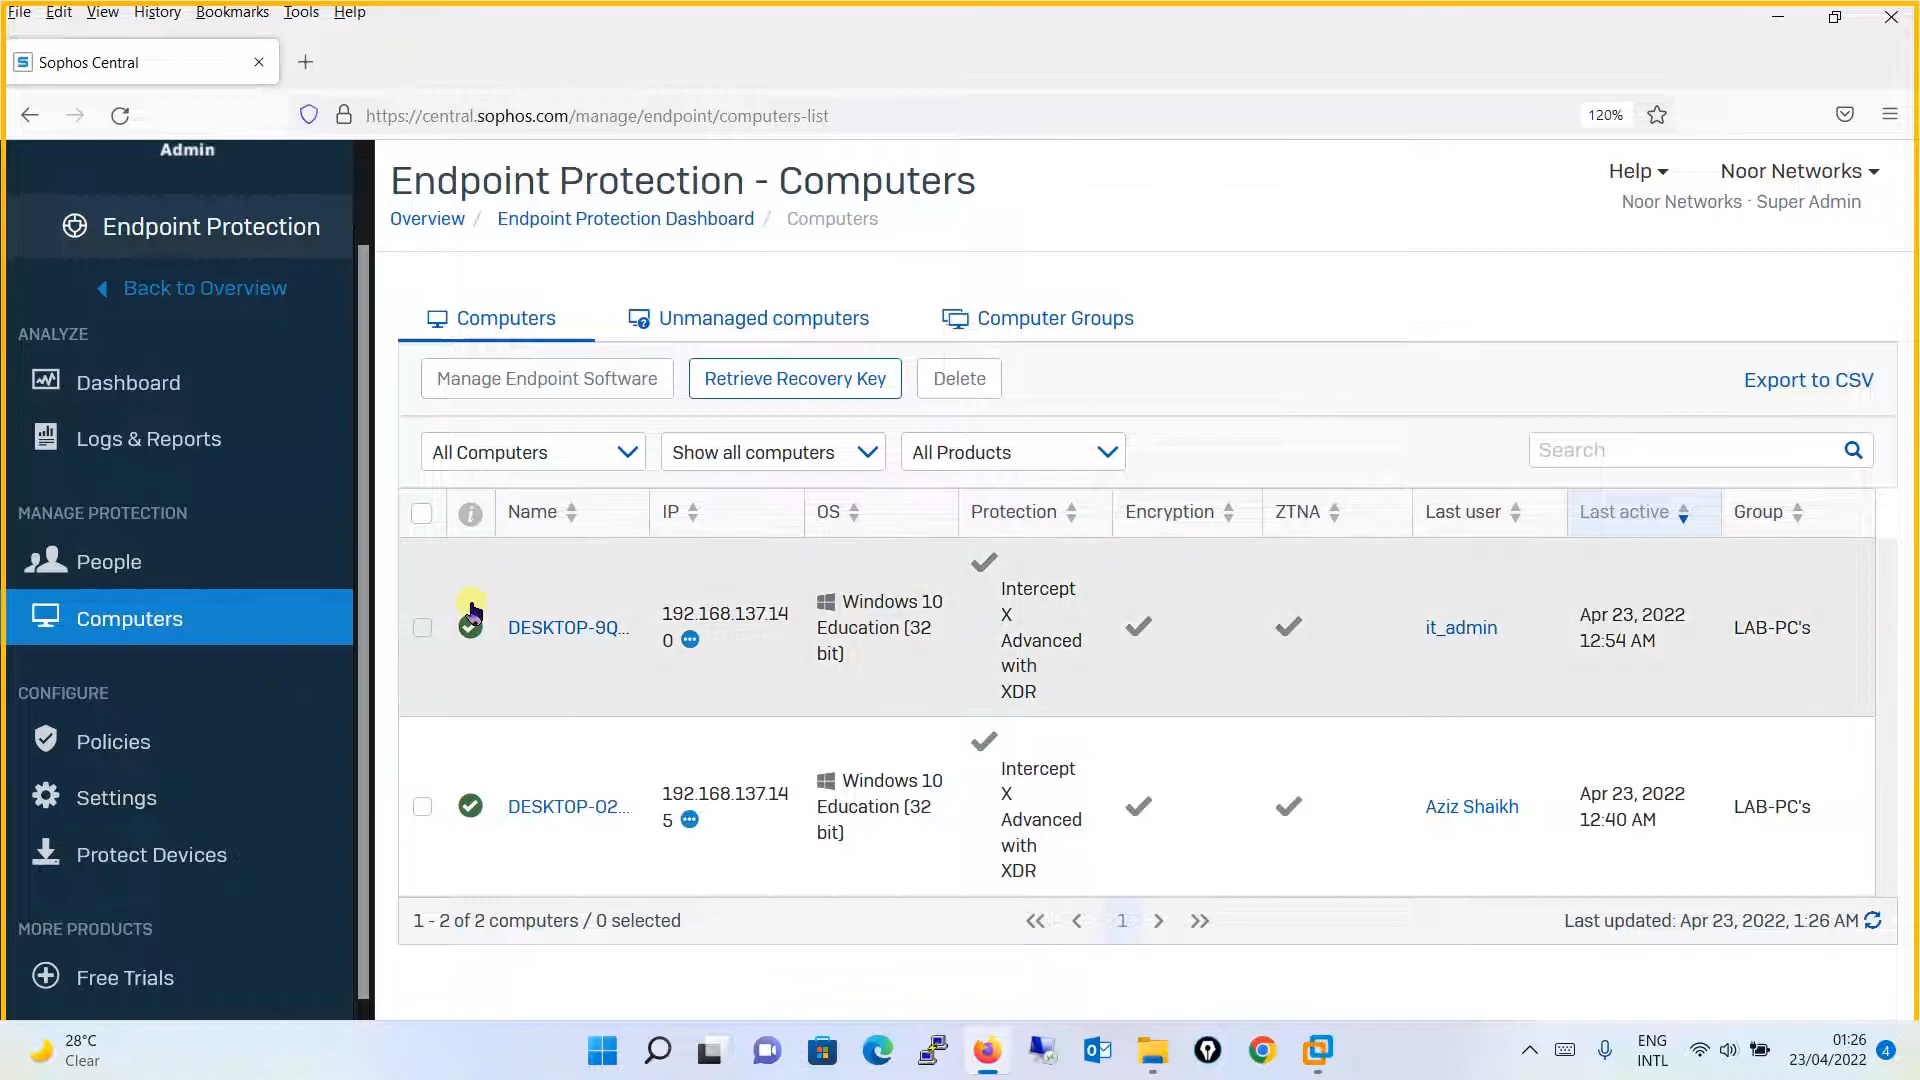 File Edit View History Bookmarks Tools Help
Sophos Central
https://central.sophos.com/manage/endpoint/computers-list
120%
Admin
Endpoint Protection
Back to Overview
ANALYZE
Dashboard
Logs & Reports
MANAGE PROTECTION
People
Computers
CONFIGURE
Policies
Settings
Protect Devices
MORE PRODUCTS
Free Trials
Endpoint Protection - Computers
Overview / Endpoint Protection Dashboard / Computers
Help
Noor Networks
Noor Networks · Super Admin
Computers
Unmanaged computers
Computer Groups
Manage Endpoint Software
Retrieve Recovery Key
Delete
Export to CSV
All Computers
Show all computers
All Products
Search
Name IP OS Protection Encryption ZTNA Last user Last active Group
DESKTOP-9Q...
192.168.137.14
0
Windows 10
Education (32
bit)
Intercept
X
Advanced
with
XDR
it_admin
Apr 23, 2022
12:54 AM
LAB-PC's
DESKTOP-02...
192.168.137.14
5
Windows 10
Education (32
bit)
Intercept
X
Advanced
with
XDR
Aziz Shaikh
Apr 23, 2022
12:40 AM
LAB-PC's
1 - 2 of 2 computers / 0 selected
1
Last updated: Apr 23, 2022, 1:26 AM
28°C
Clear
ENG
INTL
01:26
23/04/2022
4